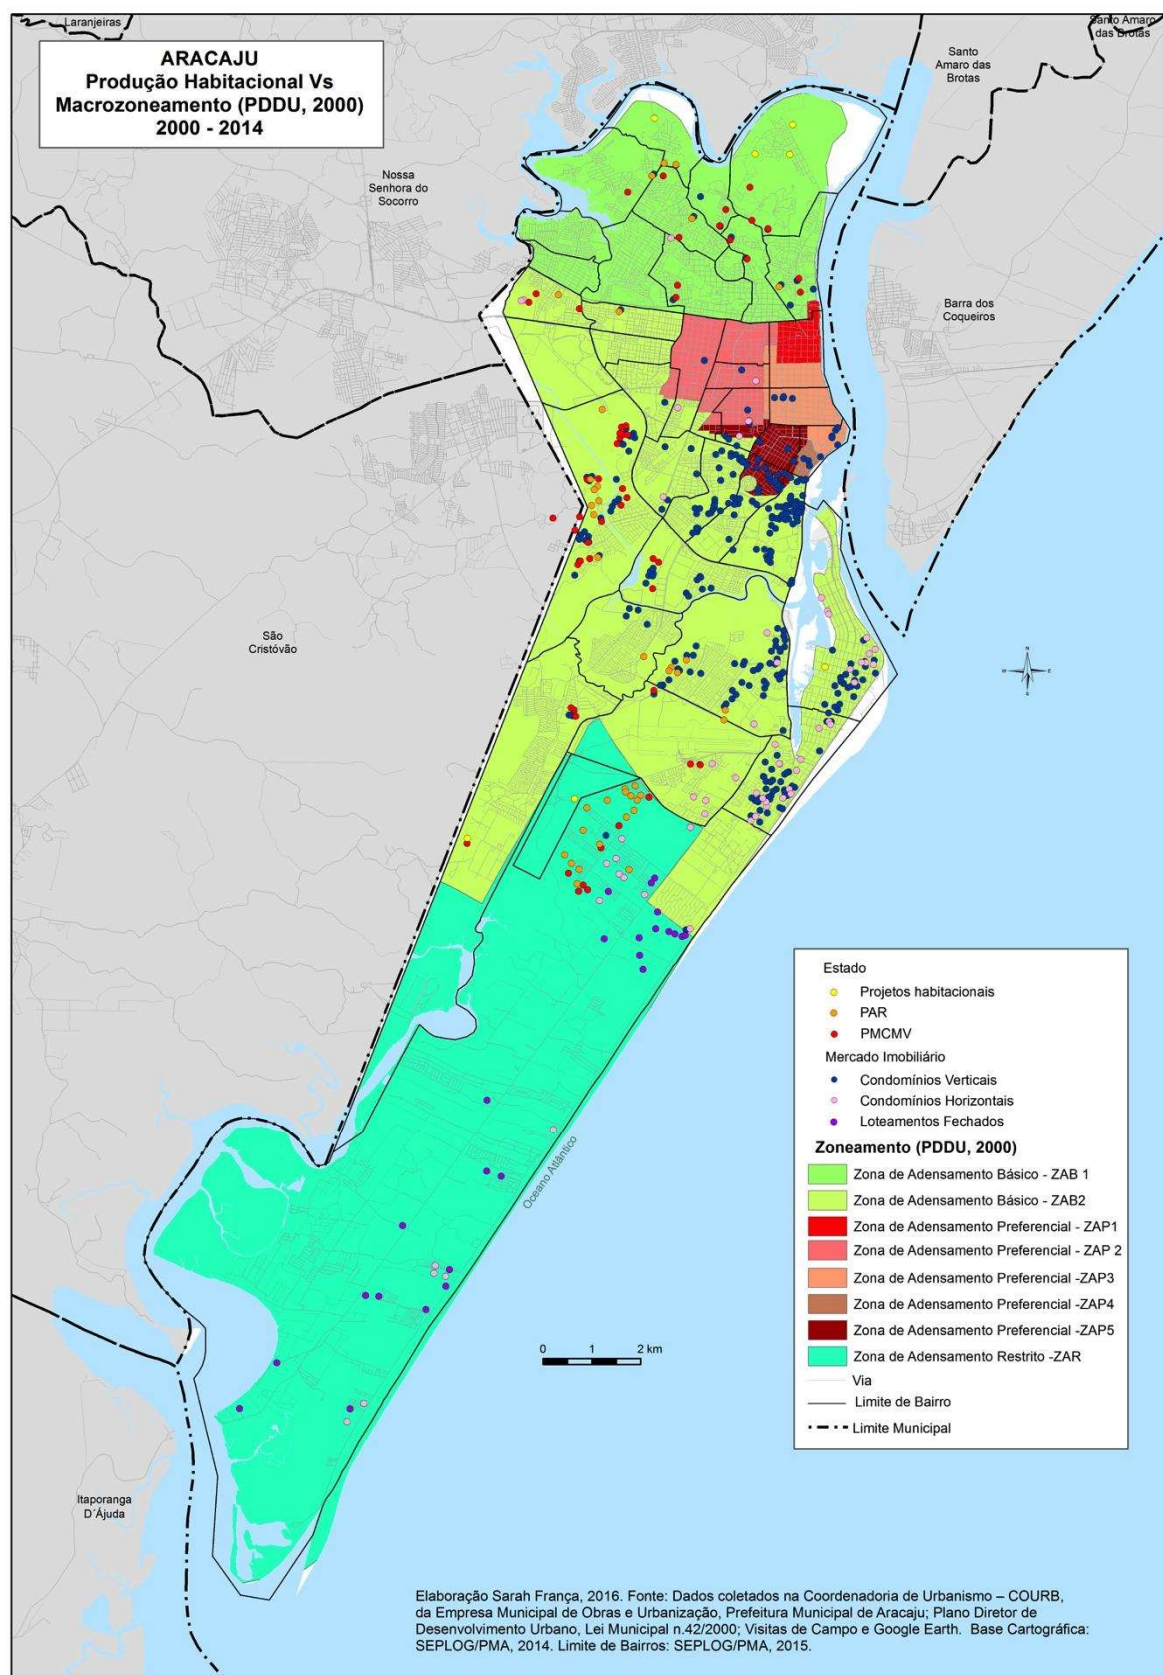 Laranjeiras
Santo Amaro
das Brotas
ARACAJU
Produção Habitacional Vs
Macrozoneamento (PDDU, 2000)
2000 - 2014
Santo
Amaro das
Brotas
Nossa
Senhora do
Socorro
Barra dos
Coqueiros
São
Cristóvão
N
W
E
S
Estado
Projetos habitacionais
PAR
PMCMV
Mercado Imobiliário
Condomínios Verticais
Condomínios Horizontais
Loteamentos Fechados
Zoneamento (PDDU, 2000)
Zona de Adensamento Básico - ZAB 1
Zona de Adensamento Básico - ZAB2
Zona de Adensamento Preferencial - ZAP1
Zona de Adensamento Preferencial - ZAP 2
Zona de Adensamento Preferencial -ZAP3
Zona de Adensamento Preferencial -ZAP4
Zona de Adensamento Preferencial -ZAP5
Zona de Adensamento Restrito -ZAR
Via
Limite de Bairro
Limite Municipal
Oceano Atlântico
0 1 2 km
Itaporanga
D´Ájuda
Elaboração Sarah França, 2016. Fonte: Dados coletados na Coordenadoria de Urbanismo – COURB,
da Empresa Municipal de Obras e Urbanização, Prefeitura Municipal de Aracaju; Plano Diretor de
Desenvolvimento Urbano, Lei Municipal n.42/2000; Visitas de Campo e Google Earth. Base Cartográfica:
SEPLOG/PMA, 2014. Limite de Bairros: SEPLOG/PMA, 2015.